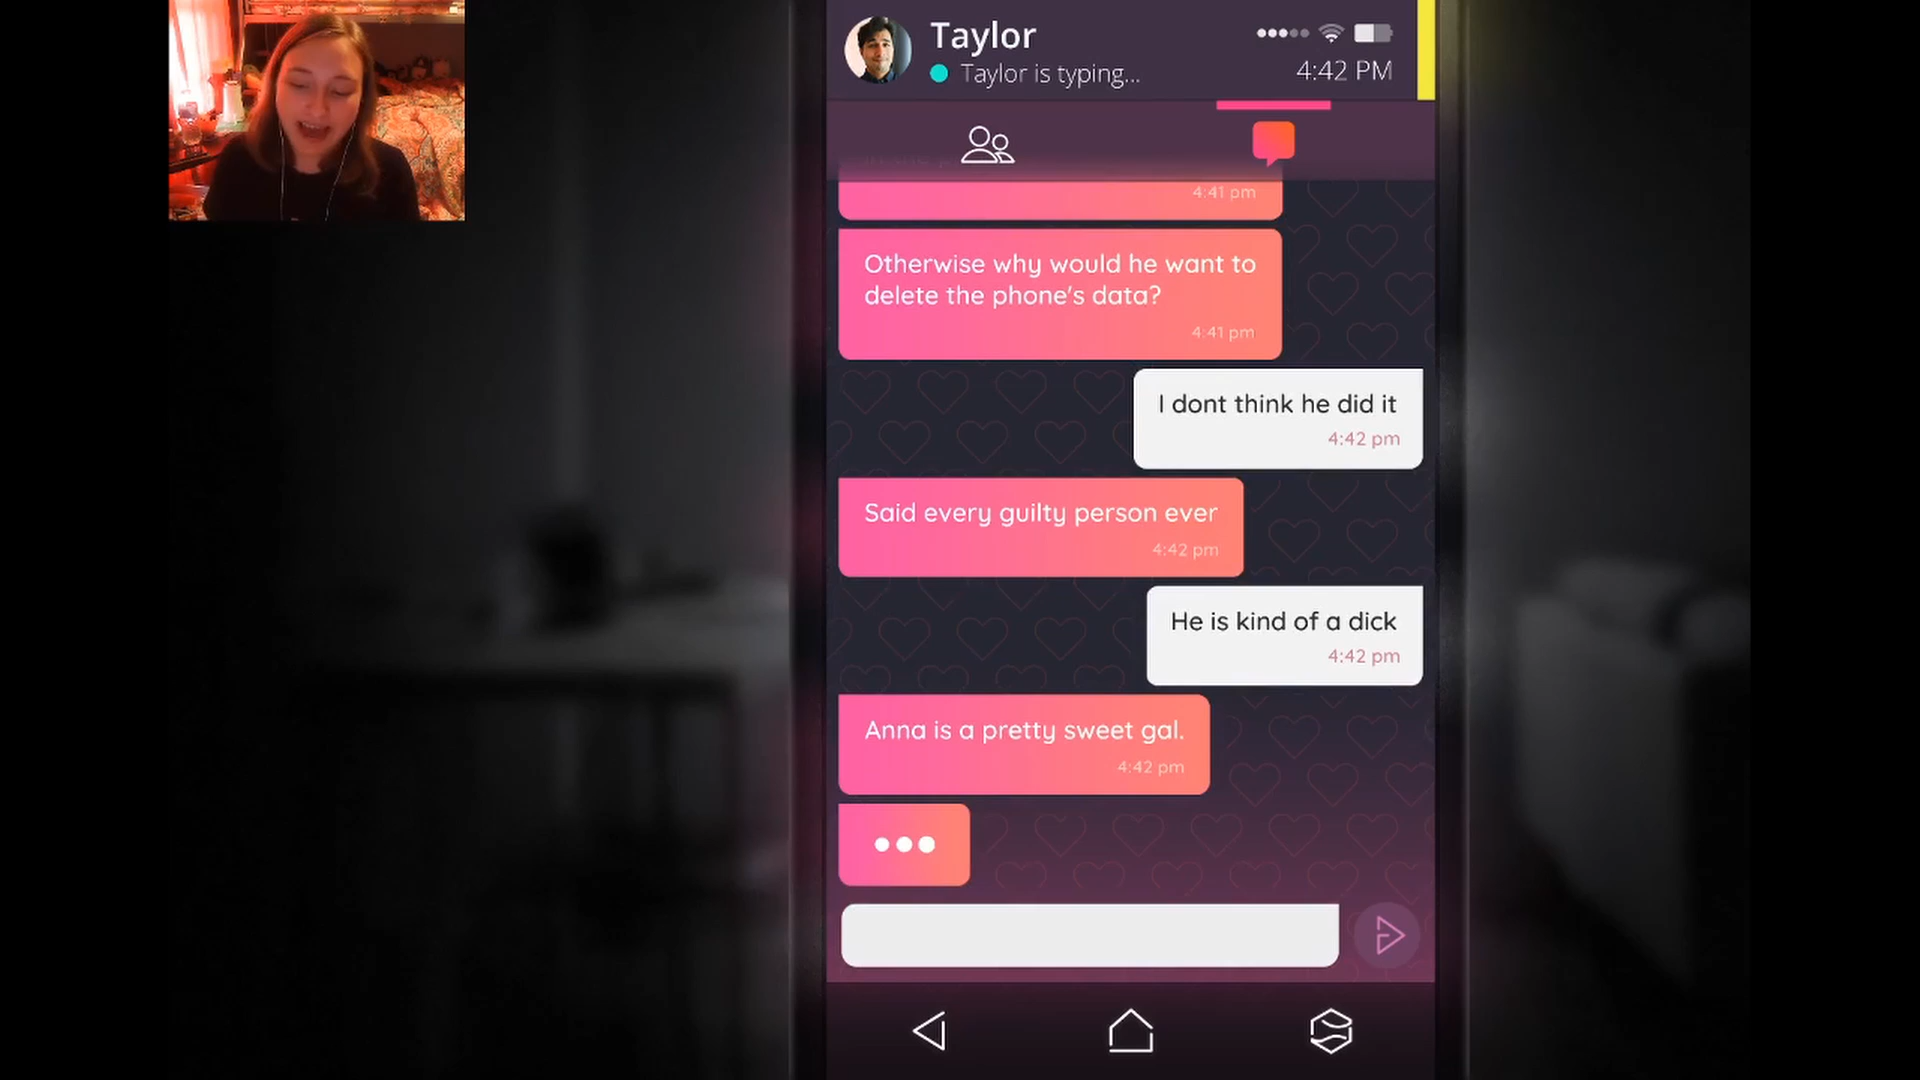 Taylor
Taylor is typing...
4:42 PM
4:41 pm
Otherwise why would he want to
delete the phone's data?
4:41 pm
I dont think he did it
4:42 pm
Said every guilty person ever
4:42 pm
He is kind of a dick
4:42 pm
Anna is a pretty sweet gal.
4:42 pm